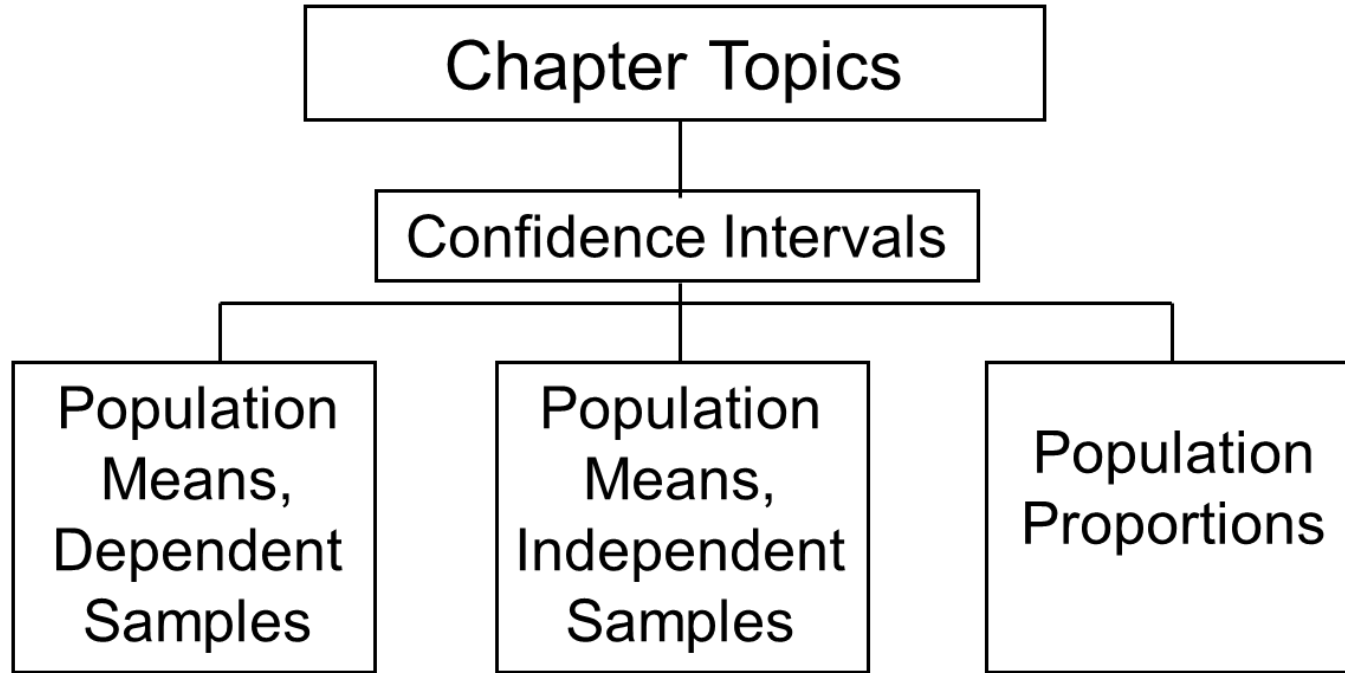 Chapter Topics
Confidence Intervals
Population
Means,
Dependent
Samples
Population
Means,
Independent
Samples
Population
Proportions